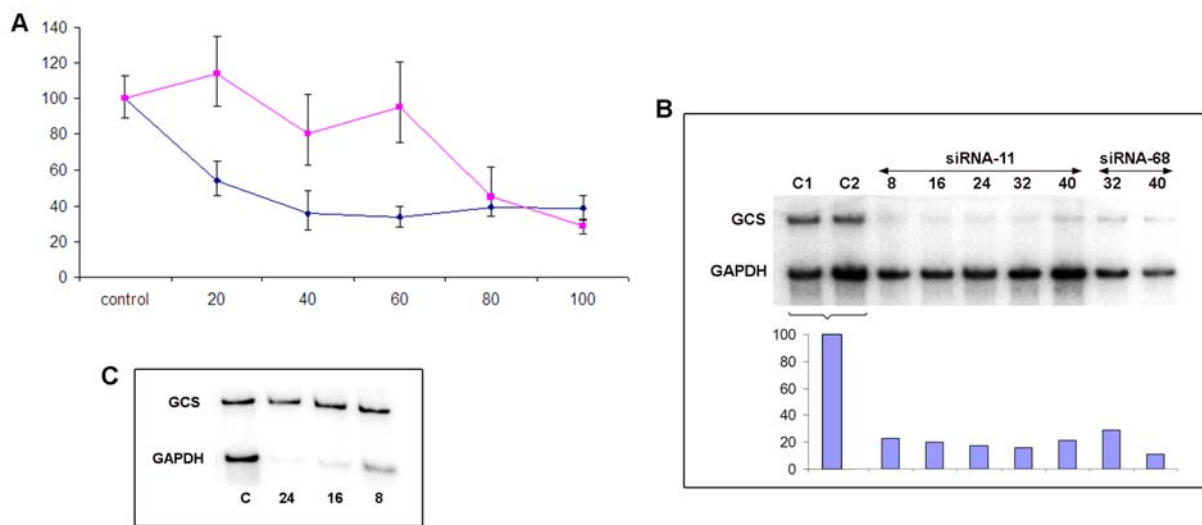 A
140
120
100
80
60
40
20
0
control 20 40 60 80 100
B
siRNA-11 siRNA-68
C1 C2 8 16 24 32 40 32 40
GCS
GAPDH
100
80
60
40
20
0
C
GCS
GAPDH
C 24 16 8